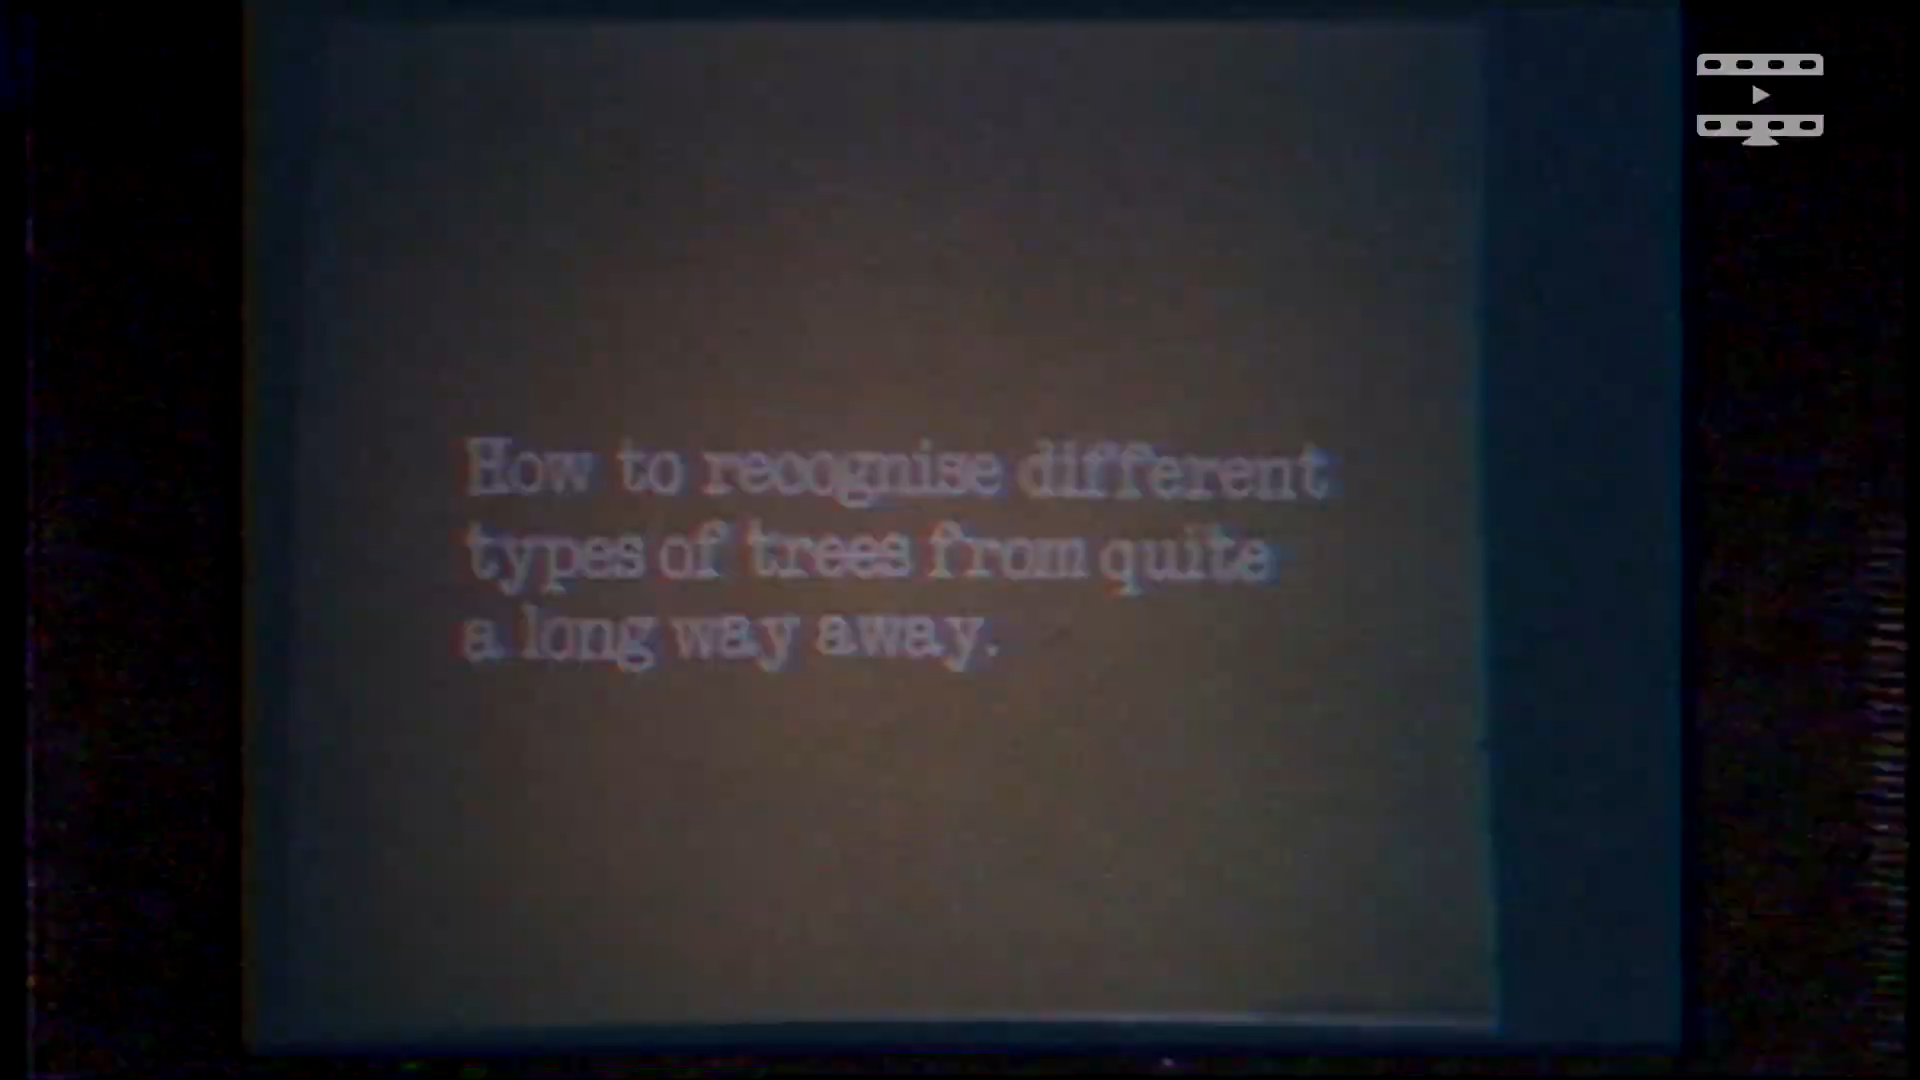 How to recognise different
types of trees from quite
a long way away.